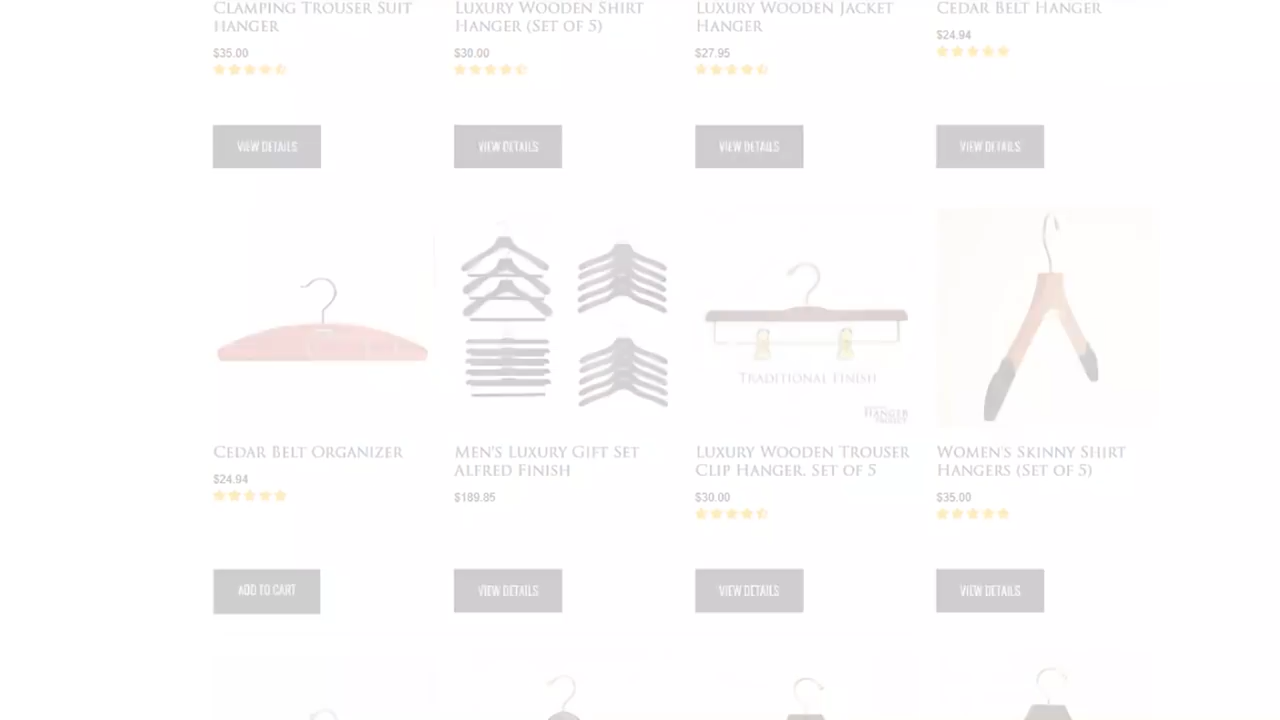 CLAMPING TROUSER SUIT
HANGER
$35.00
LUXURY WOODEN SHIRT
HANGER (SET OF 5)
$30.00
LUXURY WOODEN JACKET
HANGER
$27.95
CEDAR BELT HANGER
$24.94
VIEW DETAILS
VIEW DETAILS
VIEW DETAILS
VIEW DETAILS
TRADITIONAL FINISH
HANGER
PROJECT
CEDAR BELT ORGANIZER
$24.94
MEN'S LUXURY GIFT SET
ALFRED FINISH
$189.85
LUXURY WOODEN TROUSER
CLIP HANGER. SET OF 5
$30.00
WOMEN'S SKINNY SHIRT
HANGERS (SET OF 5)
$35.00
ADD TO CART
VIEW DETAILS
VIEW DETAILS
VIEW DETAILS